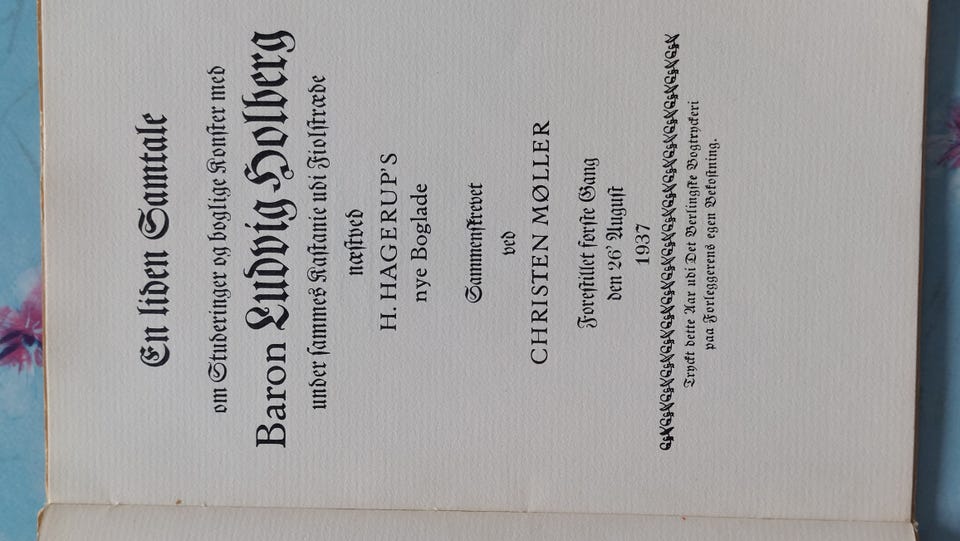 En liden Samtale
om Studeringer og boglige Konster med
Baron Ludvig Holberg
under sammes Kastanie udi Fiolstræde
næstved
H. HAGERUP'S
nye Boglade
Sammenskrevet
ved
CHRISTEN MØLLER
Forestillet første Gang
den 26' August
1937
Tryckt dette Aar udi Det Berlingske Bogtryckeri
paa Forleggerens egen Bekostning.